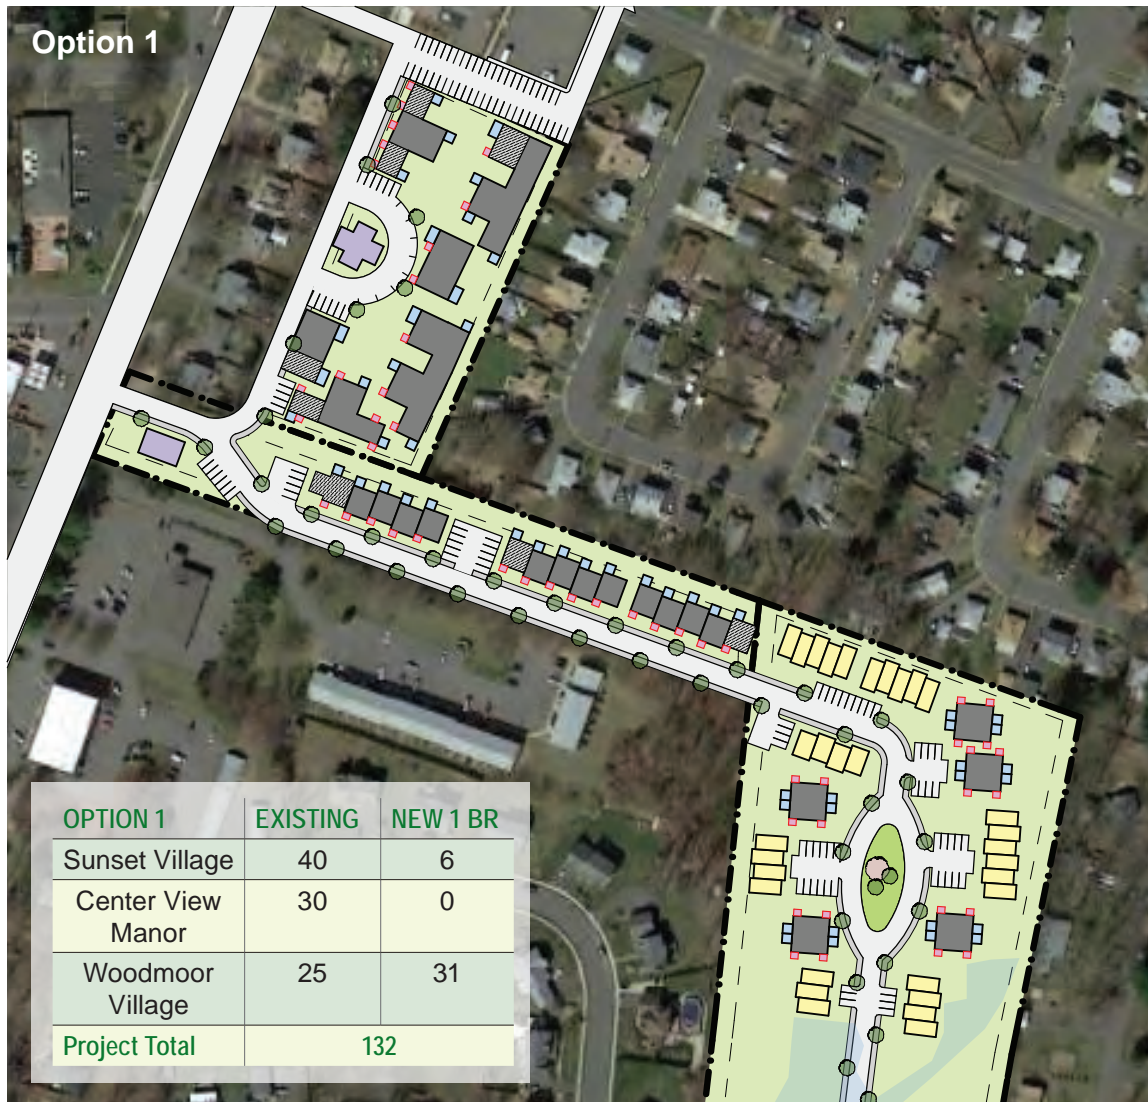 Option 1
OPTION 1 EXISTING NEW 1 BR
Sunset Village 40 6
Center View 30 0
Manor
Woodmoor 25 31
Village
Project Total 132